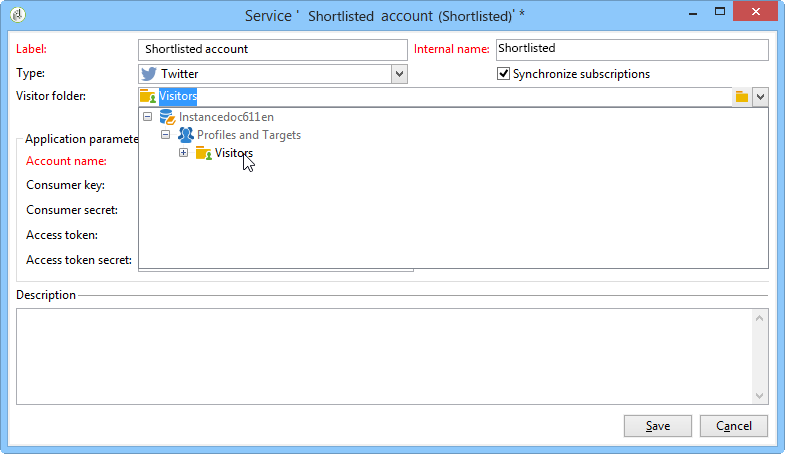 Service ' Shortlisted account (Shortlisted)' *
Label: Shortlisted account Internal name: Shortlisted
Type: Twitter Synchronize subscriptions
Visitor folder: Visitors
Instancedoc611en
Profiles and Targets
Visitors
Application paramete
Account name:
Consumer key:
Consumer secret:
Access token:
Access token secret:
Description
Save Cancel